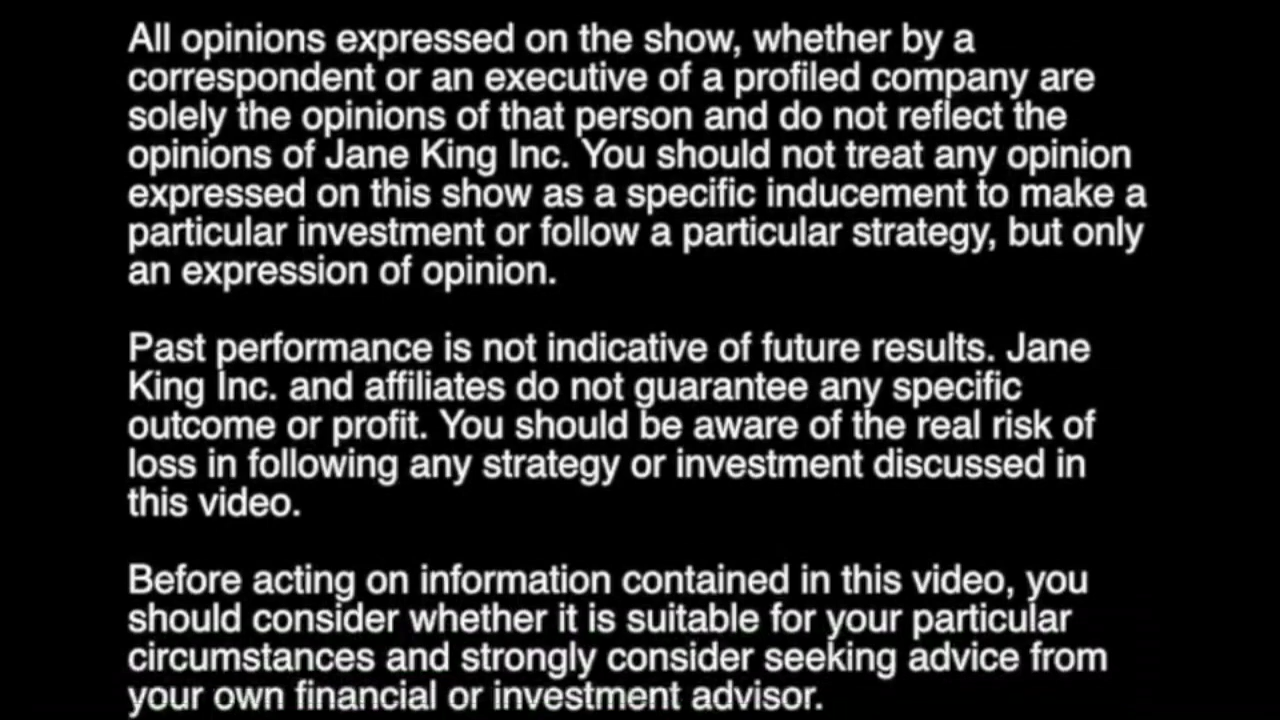 All opinions expressed on the show, whether by a
correspondent or an executive of a profiled company are
solely the opinions of that person and do not reflect the
opinions of Jane King Inc. You should not treat any opinion
expressed on this show as a specific inducement to make a
particular investment or follow a particular strategy, but only
an expression of opinion.
Past performance is not indicative of future results. Jane
King Inc. and affiliates do not guarantee any specific
outcome or profit. You should be aware of the real risk of
loss in following any strategy or investment discussed in
this video.
Before acting on information contained in this video, you
should consider whether it is suitable for your particular
circumstances and strongly consider seeking advice from
your own financial or investment advisor.